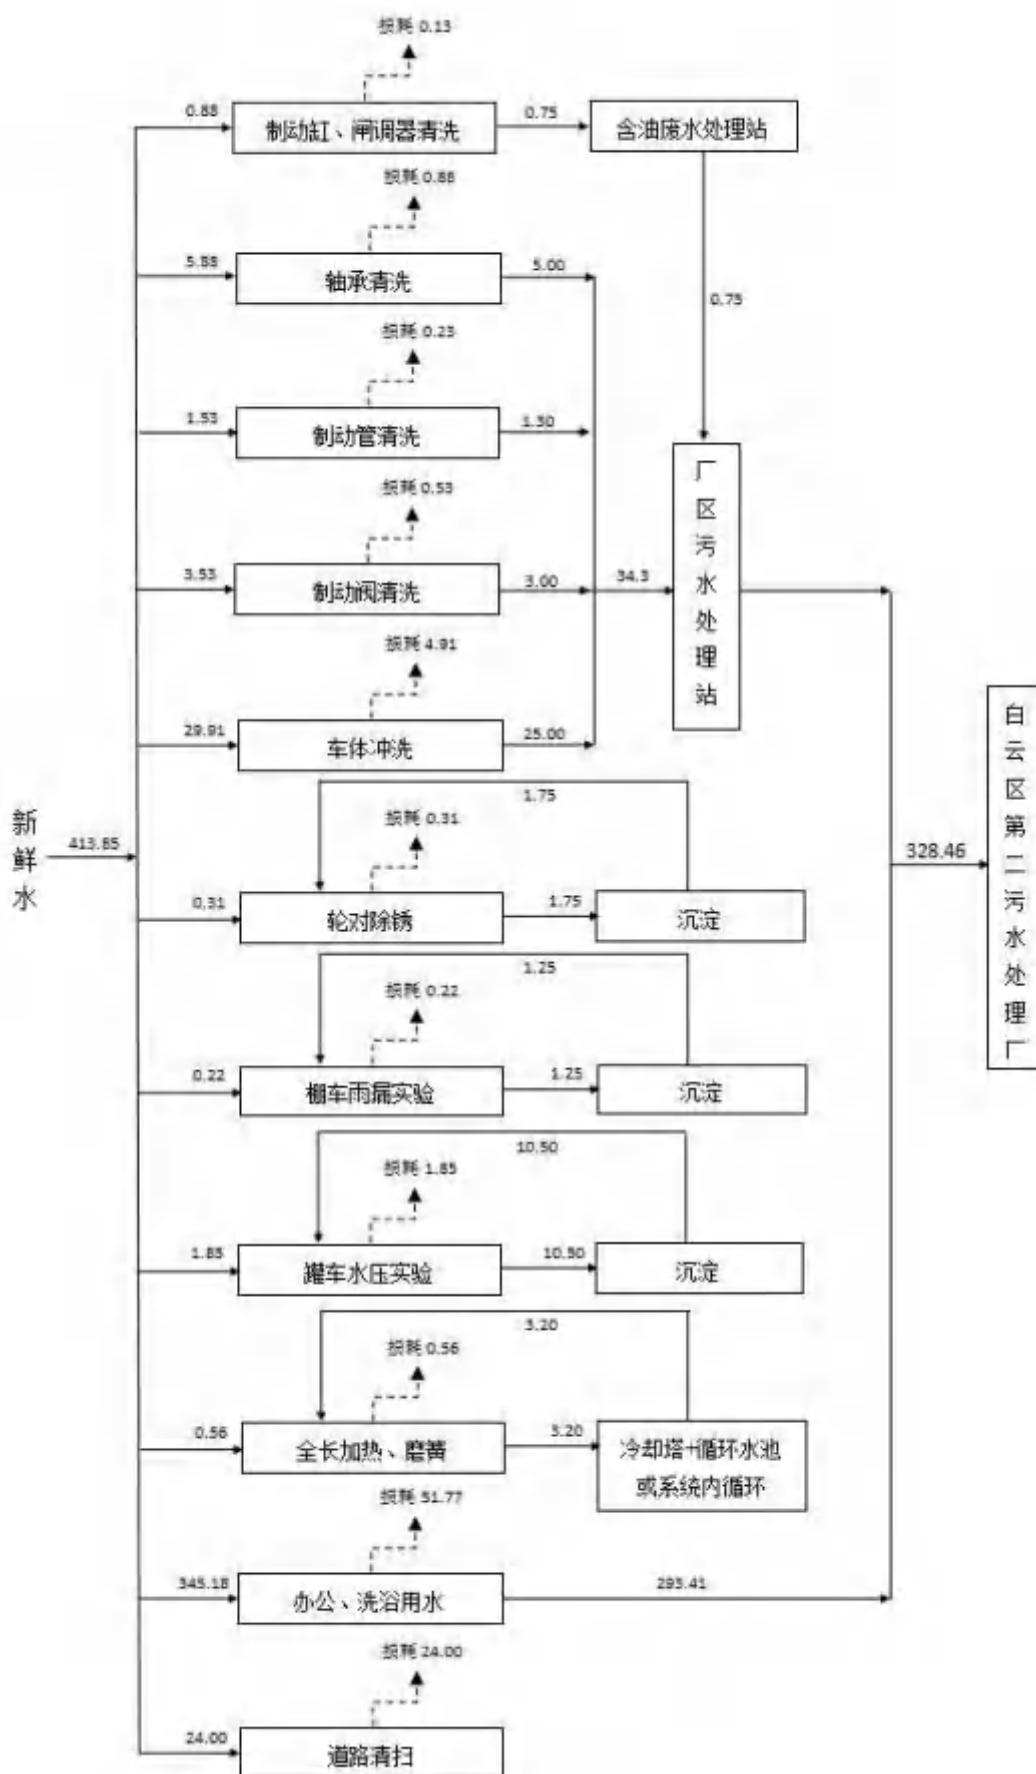 损耗 0.13
0.88
制动缸、闸调器清洗
0.75
含油废水处理站
损耗 0.88
5.88
轴承清洗
5.00
0.75
损耗 0.23
1.53
制动管清洗
1.30
厂区污水处理站
损耗 0.53
3.53
制动阀清洗
3.00
34.3
损耗 4.91
29.91
车体冲洗
25.00
白云区第二污水处理厂
1.75
新鲜水
413.85
损耗 0.31
328.46
0.31
轮对除锈
1.75
沉淀
1.25
损耗 0.22
0.22
棚车雨漏实验
1.25
沉淀
10.50
损耗 1.85
1.85
罐车水压实验
10.50
沉淀
3.20
损耗 0.56
0.56
全长加热、磨簧
3.20
冷却塔+循环水池
或系统内循环
损耗 51.77
345.18
办公、洗浴用水
293.41
损耗 24.00
24.00
道路清扫